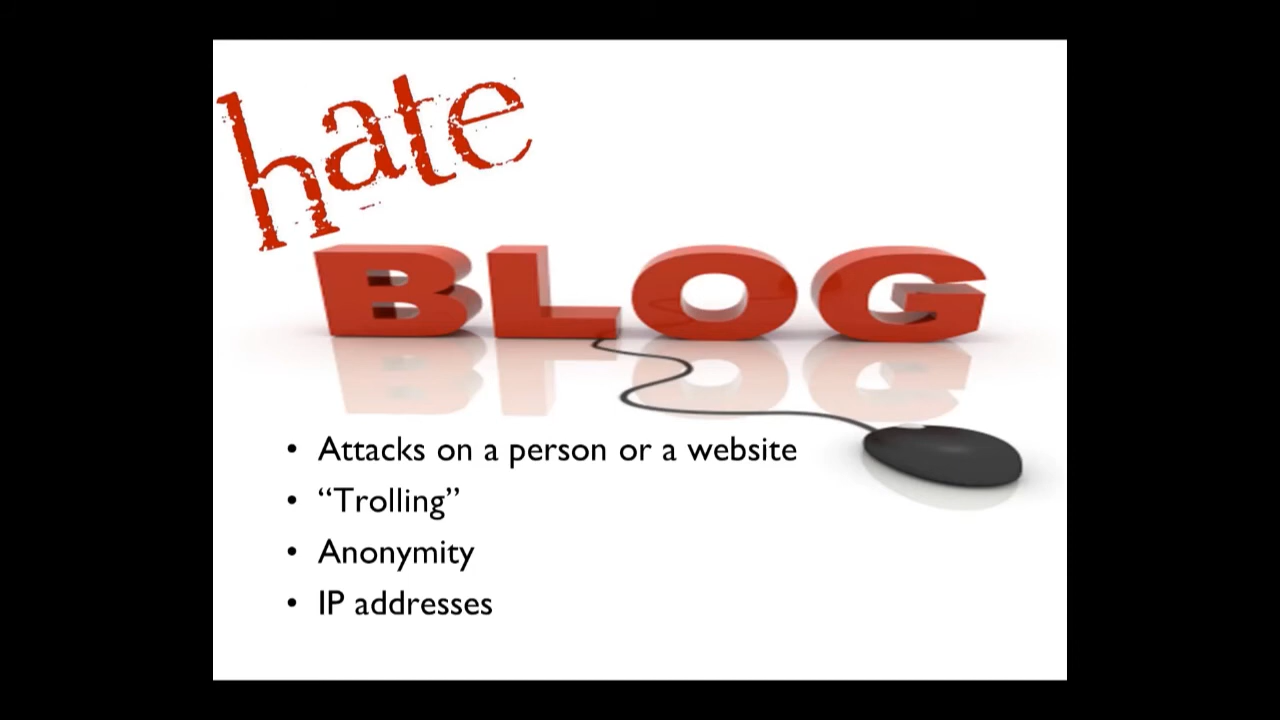 hate
BLOG
• Attacks on a person or a website
• “Trolling”
• Anonymity
• IP addresses